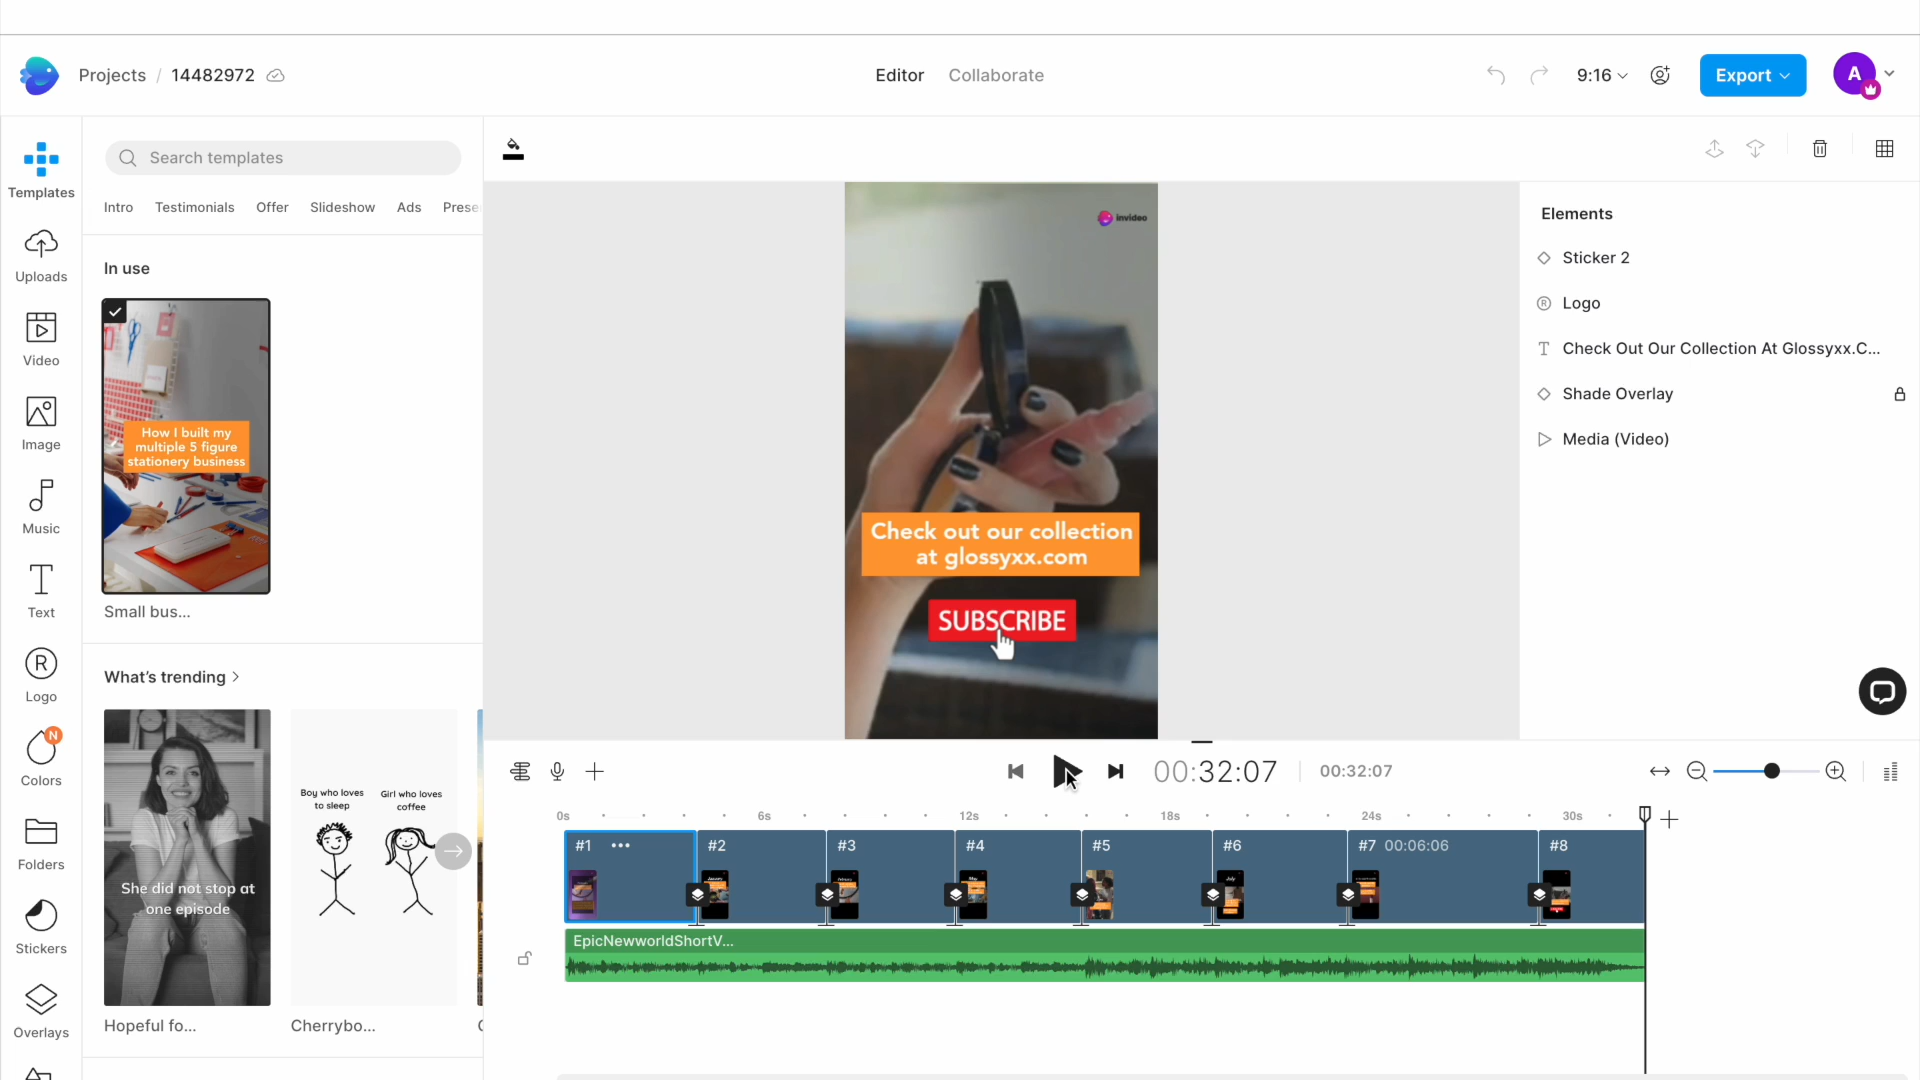 Projects / 14482972
Editor
Collaborate
9:16
Export
A
Templates
Uploads
Video
Image
Music
Text
Logo
N
Colors
Folders
Stickers
Overlays
Search templates
Intro
Testimonials
Offer
Slideshow
Ads
Prese
In use
How I built my
multiple 5 figure
stationery business
Small bus...
What's trending >
She did not stop at
one episode
Hopeful fo...
Boy who loves
to sleep
Girl who loves
coffee
Cherrybo...
invideo
Check out our collection
at glossyxx.com
SUBSCRIBE
Elements
Sticker 2
Logo
Check Out Our Collection At Glossyxx.C...
Shade Overlay
Media (Video)
00:32:07
00:32:07
0s
6s
12s
18s
24s
30s
#1
#2
#3
#4
#5
#6
#7 00:06:06
#8
EpicNewworldShortV...